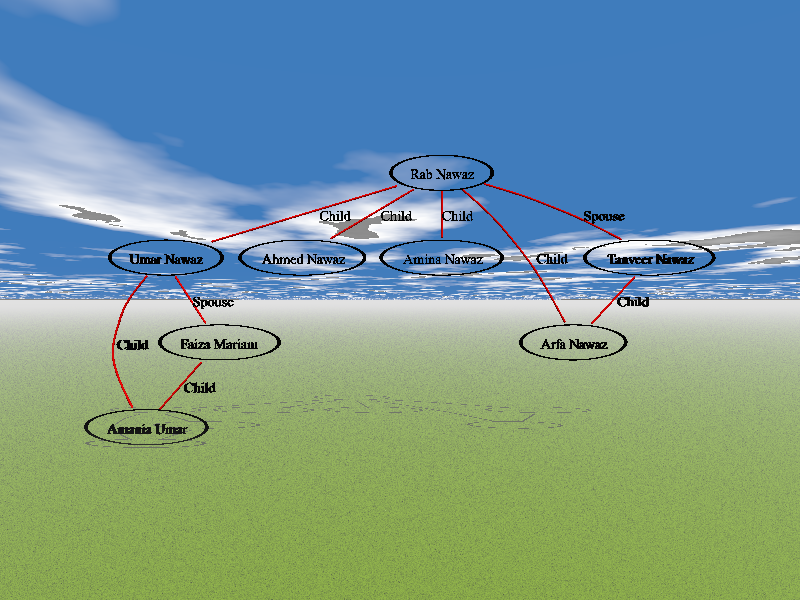 Rab Nawaz
Child
Child
Child
Spouse
Umar Nawaz
Ahmed Nawaz
Amina Nawaz
Child
Tanveer Nawaz
Spouse
Child
Child
Faiza Mariam
Arfa Nawaz
Child
Amania Umar